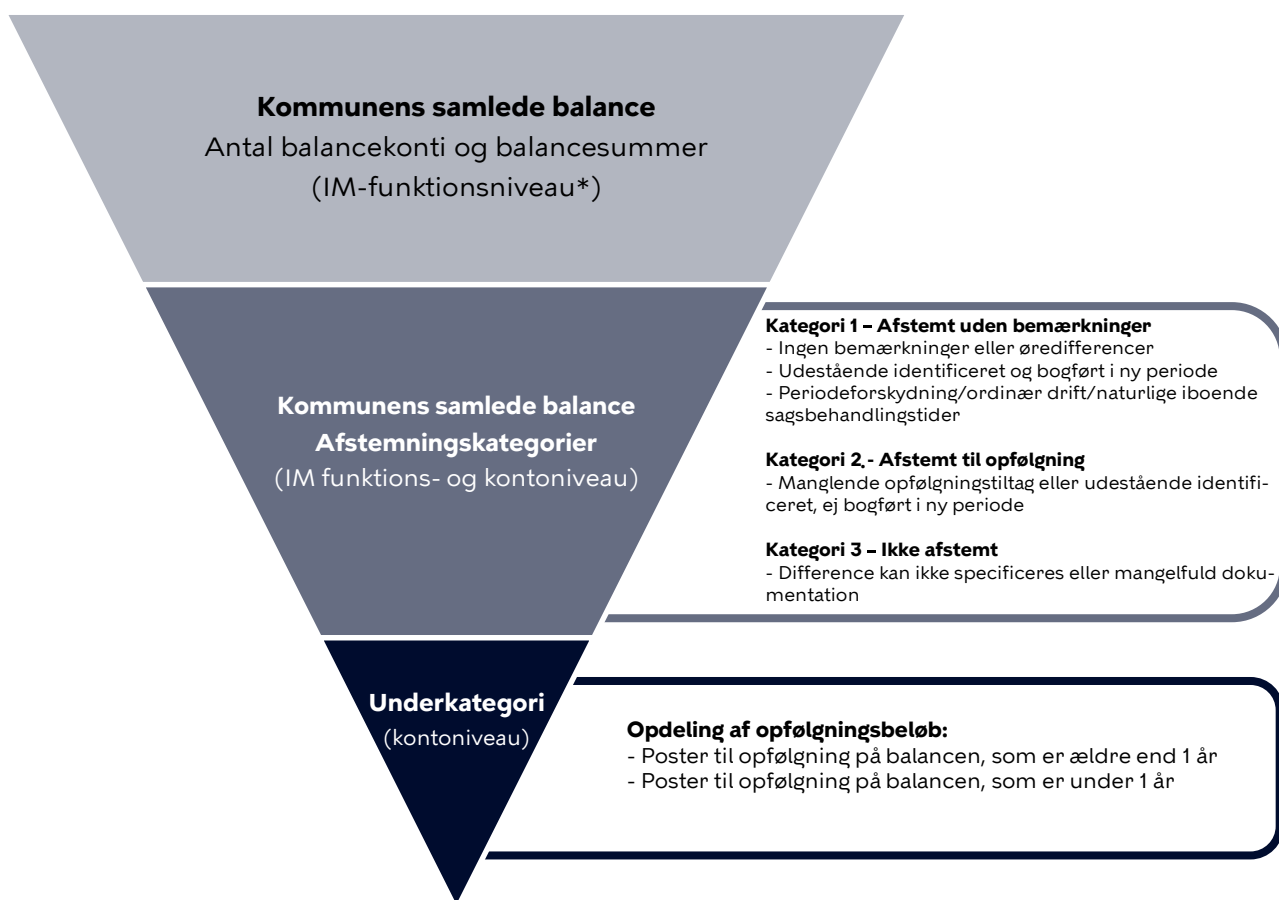 Kommunens samlede balance
Antal balancekonti og balancesummer
(IM-funktionsniveau*)
Kommunens samlede balance
Afstemningskategorier
(IM funktions- og kontoniveau)
Kategori 1 – Afstemt uden bemærkninger
- Ingen bemærkninger eller øredifferencer
- Udestående identificeret og bogført i ny periode
- Periodeforskydning/ordinær drift/naturlige iboende
sagsbehandlingstider
Kategori 2. - Afstemt til opfølgning
- Manglende opfølgningstiltag eller udestående identifi-
ceret, ej bogført i ny periode
Kategori 3 – Ikke afstemt
- Difference kan ikke specificeres eller mangelfuld doku-
mentation
Underkategori
(kontoniveau)
Opdeling af opfølgningsbeløb:
- Poster til opfølgning på balancen, som er ældre end 1 år
- Poster til opfølgning på balancen, som er under 1 år